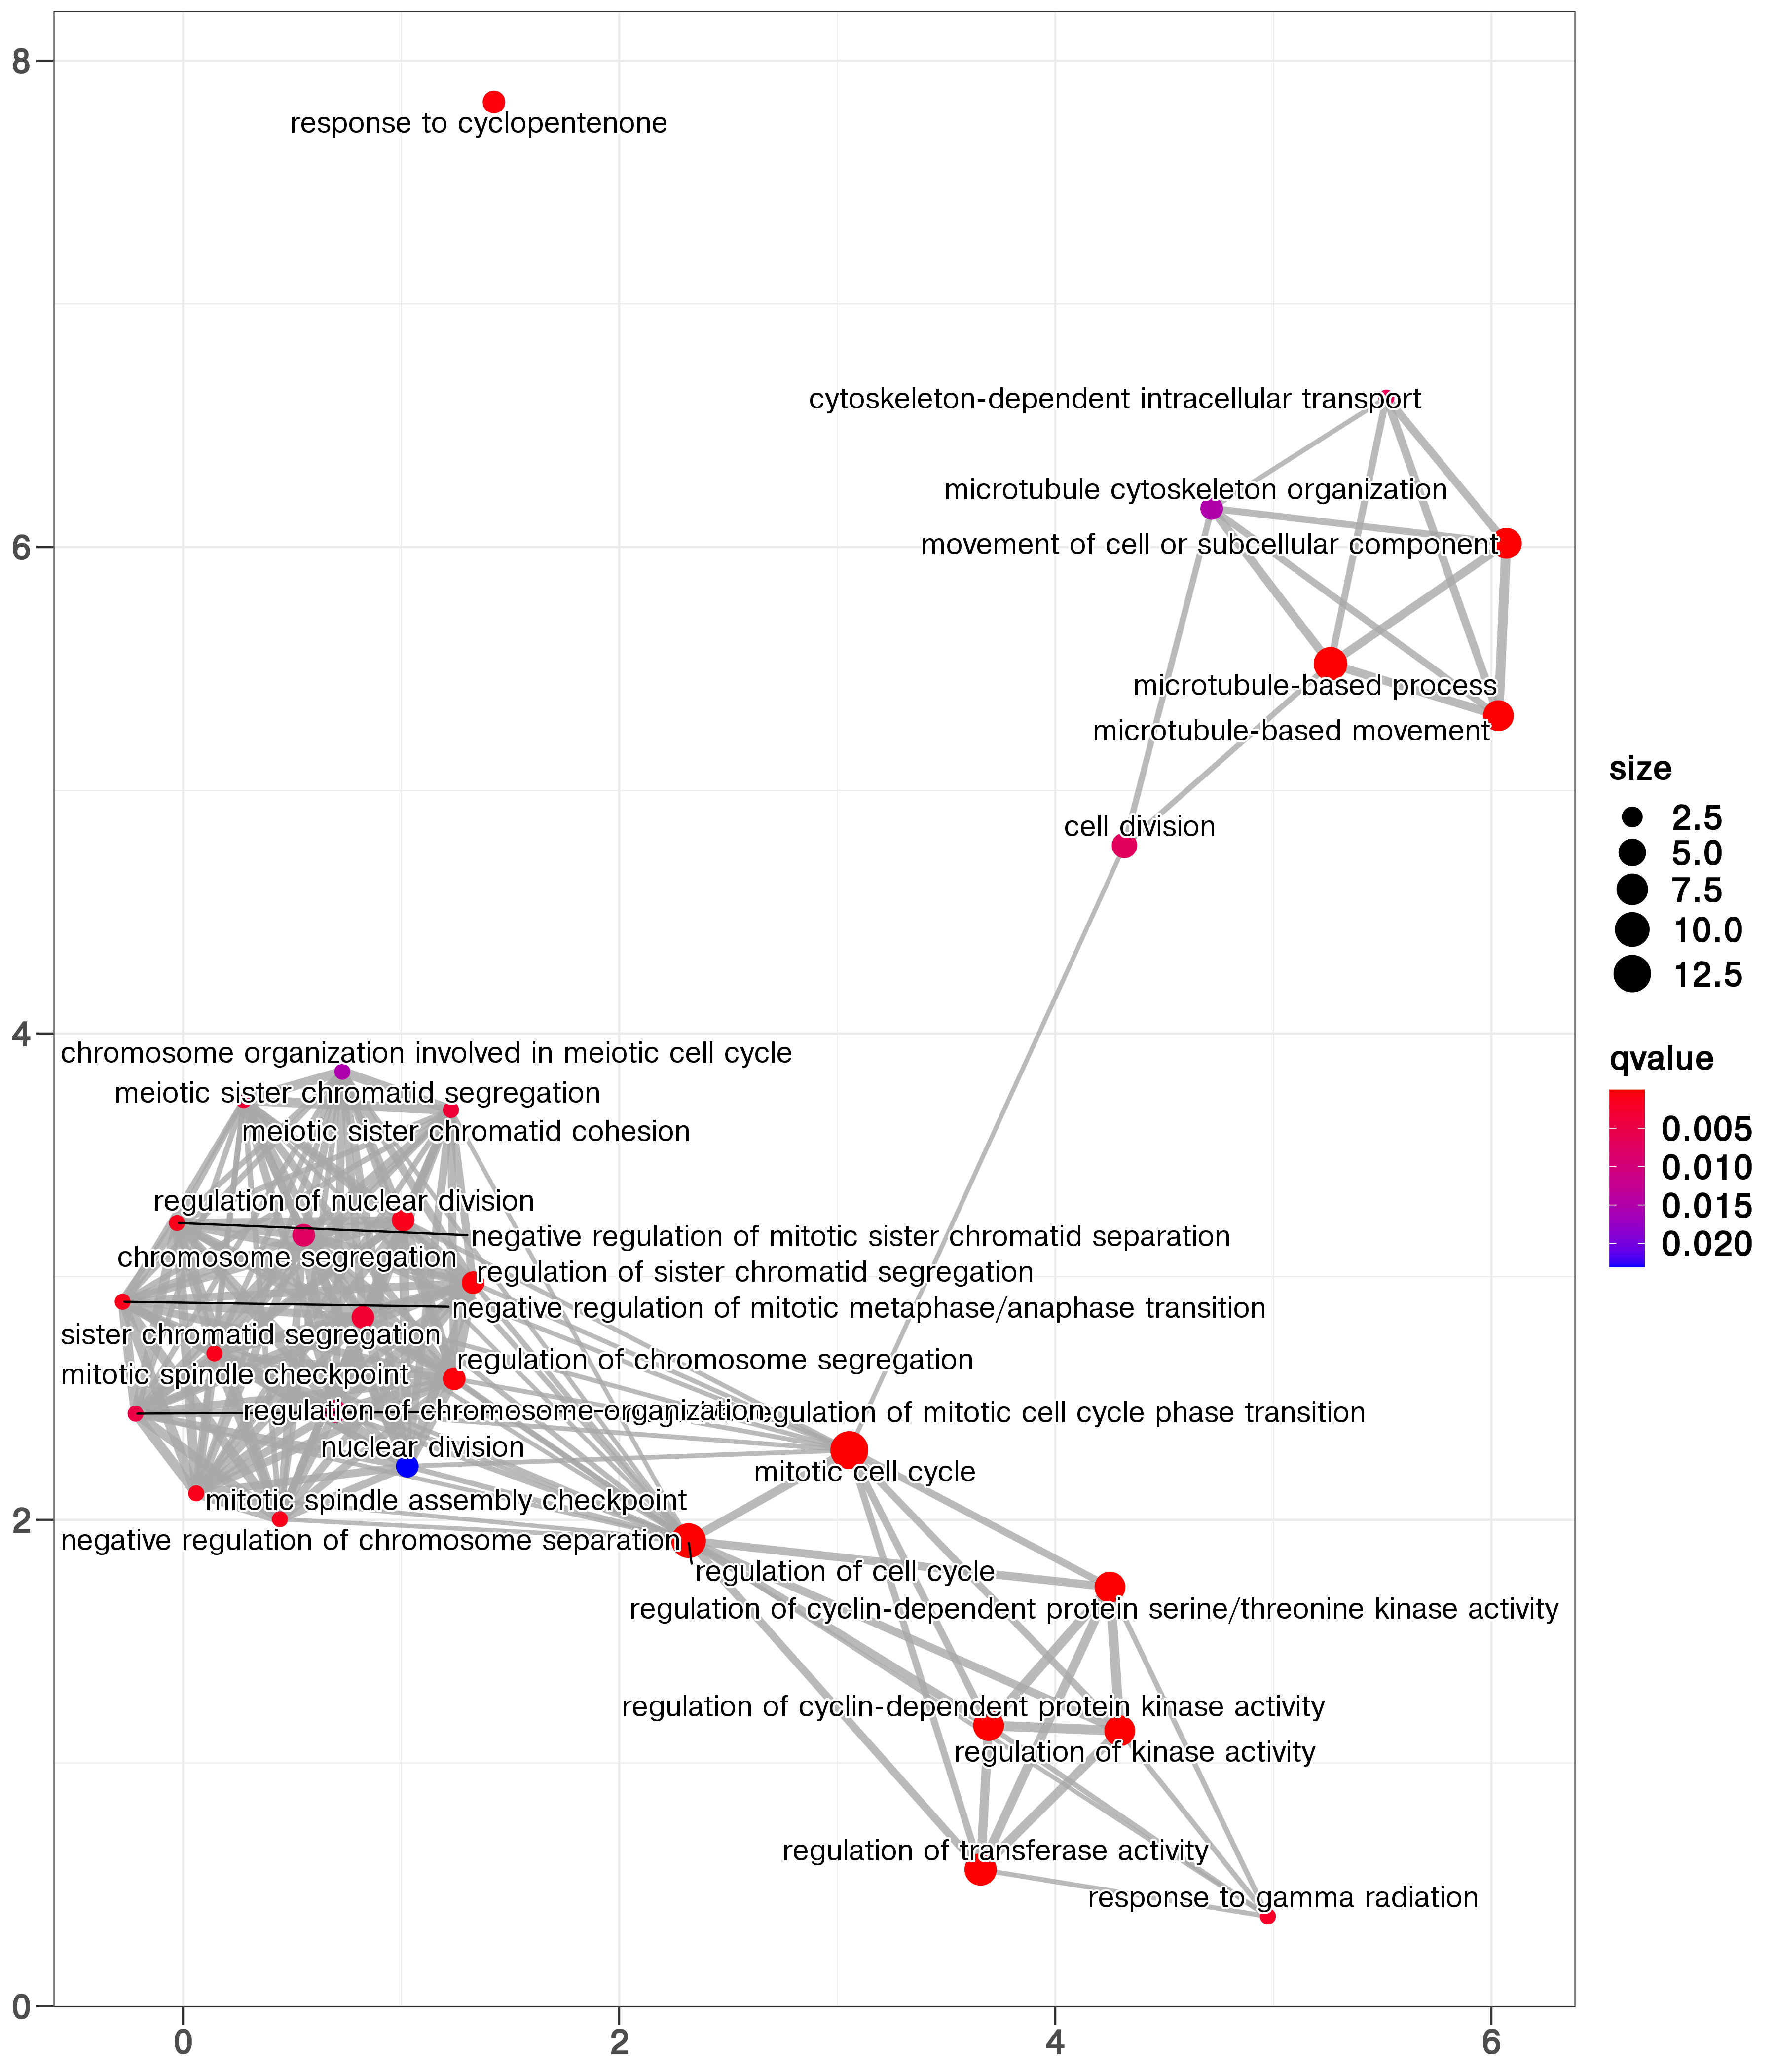 8
response to cyclopentenone
cytoskeleton-dependent intracellular transport
microtubule cytoskeleton organization
movement of cell or subcellular component
6
microtubule-based process
microtubule-based movement
size
2.5
cell division
5.0
7.5
10.0
12.5
4
chromosome organization involved in meiotic cell cycle
qvalue
meiotic sister chromatid segregation
0.005
meiotic sister chromatid cohesion
0.010
regulation of nuclear division
0.015
negative regulation of mitotic sister chromatid separation
0.020
chromosome segregation
regulation of sister chromatid segregation
negative regulation of mitotic metaphase/anaphase transition
sister chromatid segregation
regulation of chromosome segregation
mitotic spindle checkpoint
regulation of chromosome organization
regulation of mitotic cell cycle phase transition
nuclear division
mitotic cell cycle
mitotic spindle assembly checkpoint
2
negative regulation of chromosome separation
regulation of cell cycle
regulation of cyclin-dependent protein serine/threonine kinase activity
regulation of cyclin-dependent protein kinase activity
regulation of kinase activity
regulation of transferase activity
response to gamma radiation
0
0 2 4 6